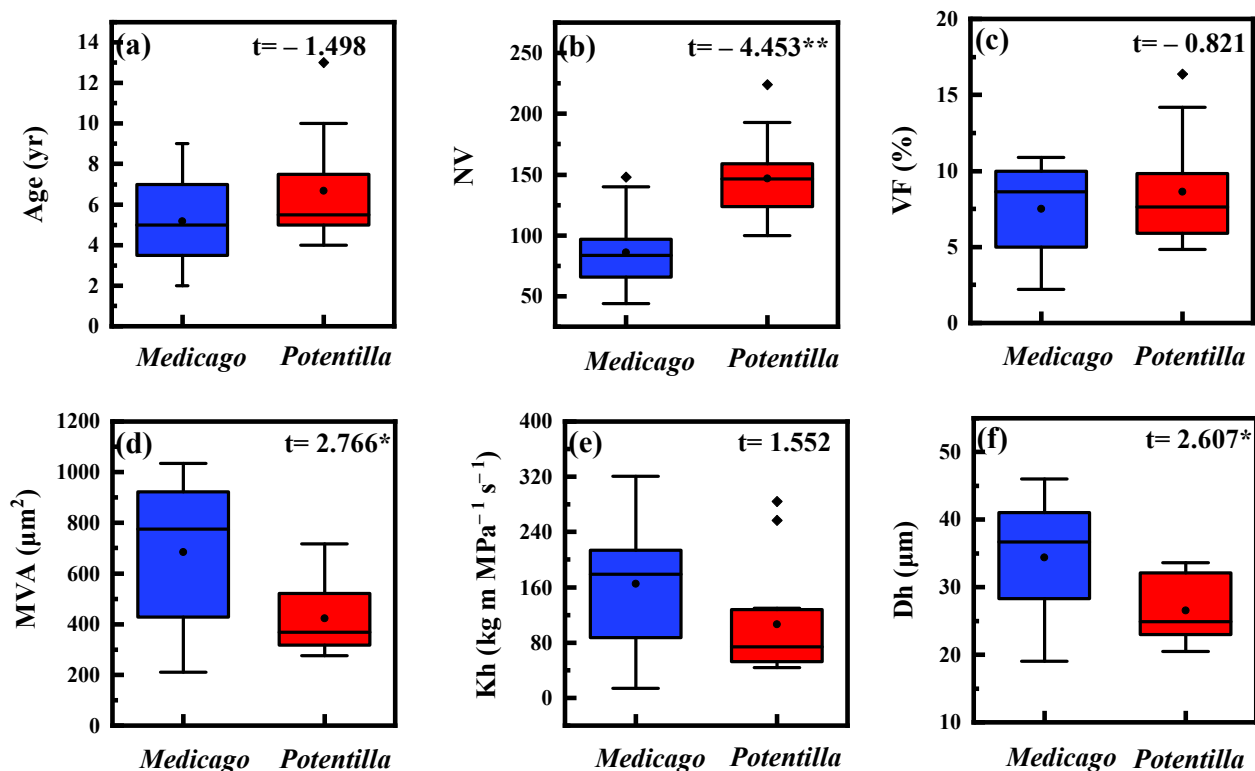 (a)
t= – 1.498
Age (yr)
14
12
10
8
6
4
2
0
Medicago
Potentilla
(b)
t= – 4.453**
NV
250
200
150
100
50
Medicago
Potentilla
(c)
t= – 0.821
VF (%)
20
15
10
5
0
Medicago
Potentilla
(d)
t= 2.766*
MVA (μm²)
1200
1000
800
600
400
200
0
Medicago
Potentilla
(e)
t= 1.552
Kh (kg m MPa⁻¹ s⁻¹)
400
320
240
160
80
0
Medicago
Potentilla
(f)
t= 2.607*
Dh (μm)
50
40
30
20
10
Medicago
Potentilla